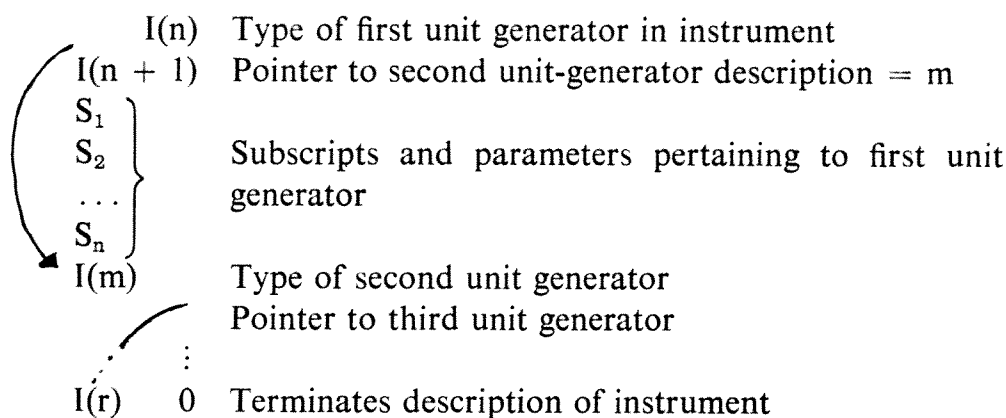 I(n) Type of first unit generator in instrument
I(n + 1) Pointer to second unit-generator description = m
S₁
S₂ Subscripts and parameters pertaining to first unit
... generator
Sₙ
I(m) Type of second unit generator
Pointer to third unit generator
⋮
I(r) 0 Terminates description of instrument